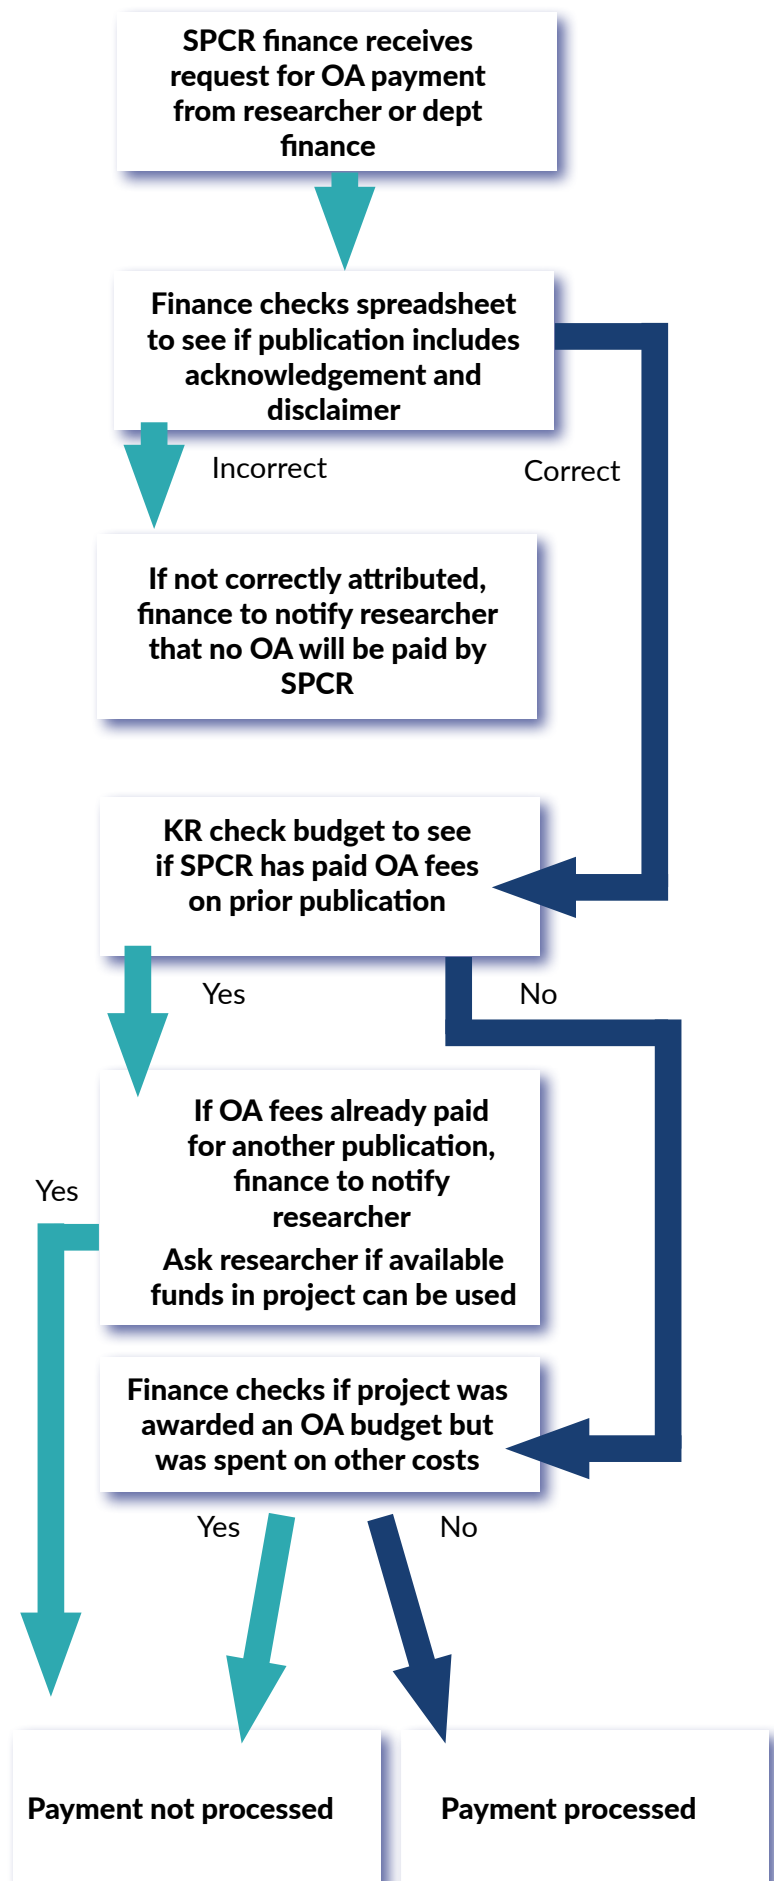 SPCR finance receives
request for OA payment
from researcher or dept
finance
Finance checks spreadsheet
to see if publication includes
acknowledgement and
disclaimer
Incorrect
Correct
If not correctly attributed,
finance to notify researcher
that no OA will be paid by
SPCR
KR check budget to see
if SPCR has paid OA fees
on prior publication
Yes
No
If OA fees already paid
for another publication,
finance to notify
researcher
Yes
Ask researcher if available
funds in project can be used
Finance checks if project was
awarded an OA budget but
was spent on other costs
Yes
No
Payment not processed
Payment processed